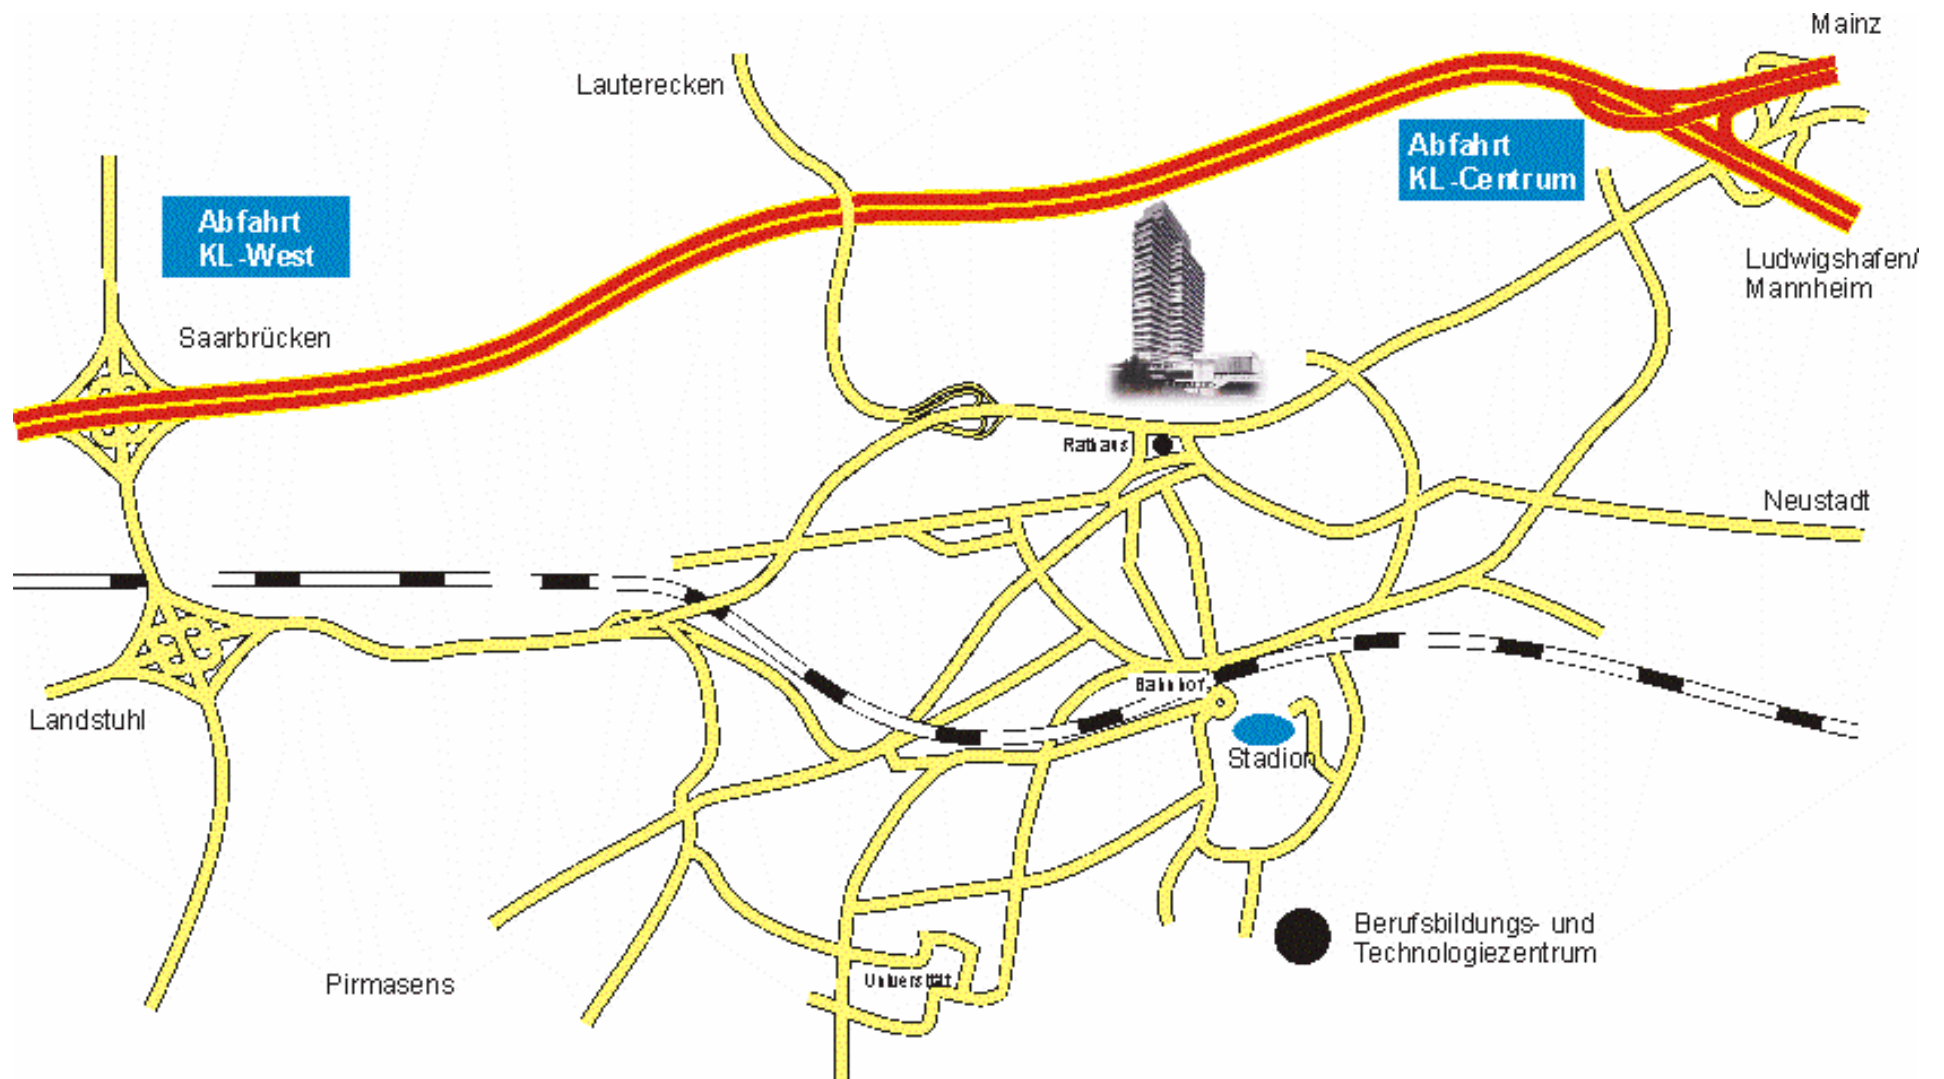 Mainz
Lauterecken
Abfahrt
KL-Centrum
Abfahrt
KL-West
Ludwigshafen/
Mannheim
Saarbrücken
Rathaus
Neustadt
Bahnhof
Landstuhl
Stadion
Berufsbildungs- und
Technologiezentrum
Universität
Pirmasens